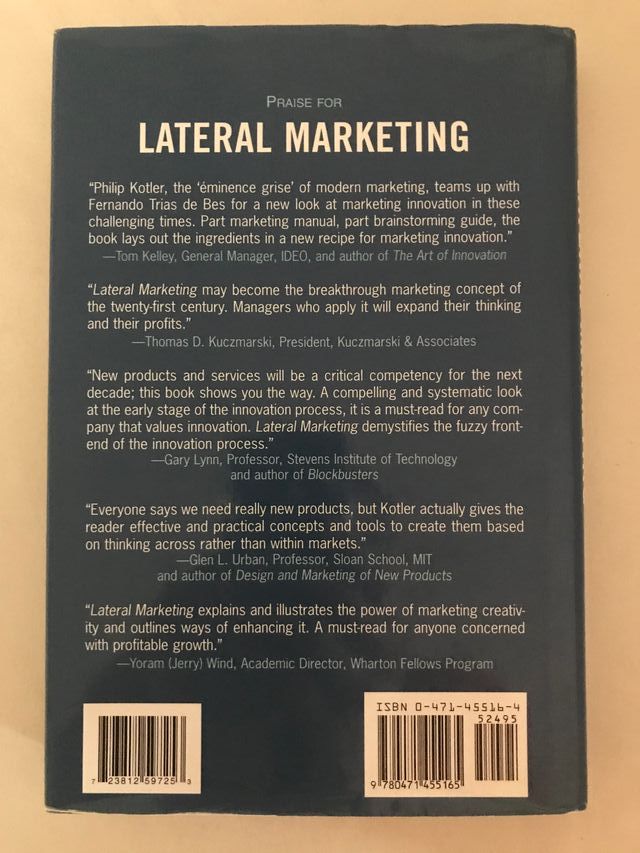 PRAISE FOR
LATERAL MARKETING
“Philip Kotler, the ‘éminence grise’ of modern marketing, teams up with
Fernando Trias de Bes for a new look at marketing innovation in these
challenging times. Part marketing manual, part brainstorming guide, the
book lays out the ingredients in a new recipe for marketing innovation.”
—Tom Kelley, General Manager, IDEO, and author of The Art of Innovation
“Lateral Marketing may become the breakthrough marketing concept of
the twenty-first century. Managers who apply it will expand their thinking
and their profits.”
—Thomas D. Kuczmarski, President, Kuczmarski & Associates
“New products and services will be a critical competency for the next
decade; this book shows you the way. A compelling and systematic look
at the early stage of the innovation process, it is a must-read for any com-
pany that values innovation. Lateral Marketing demystifies the fuzzy front-
end of the innovation process.”
—Gary Lynn, Professor, Stevens Institute of Technology
and author of Blockbusters
“Everyone says we need really new products, but Kotler actually gives the
reader effective and practical concepts and tools to create them based
on thinking across rather than within markets.”
—Glen L. Urban, Professor, Sloan School, MIT
and author of Design and Marketing of New Products
“Lateral Marketing explains and illustrates the power of marketing creativ-
ity and outlines ways of enhancing it. A must-read for anyone concerned
with profitable growth.”
—Yoram (Jerry) Wind, Academic Director, Wharton Fellows Program
7 23812 59725 3
ISBN 0-471-45516-4
52495
9 780471 455165